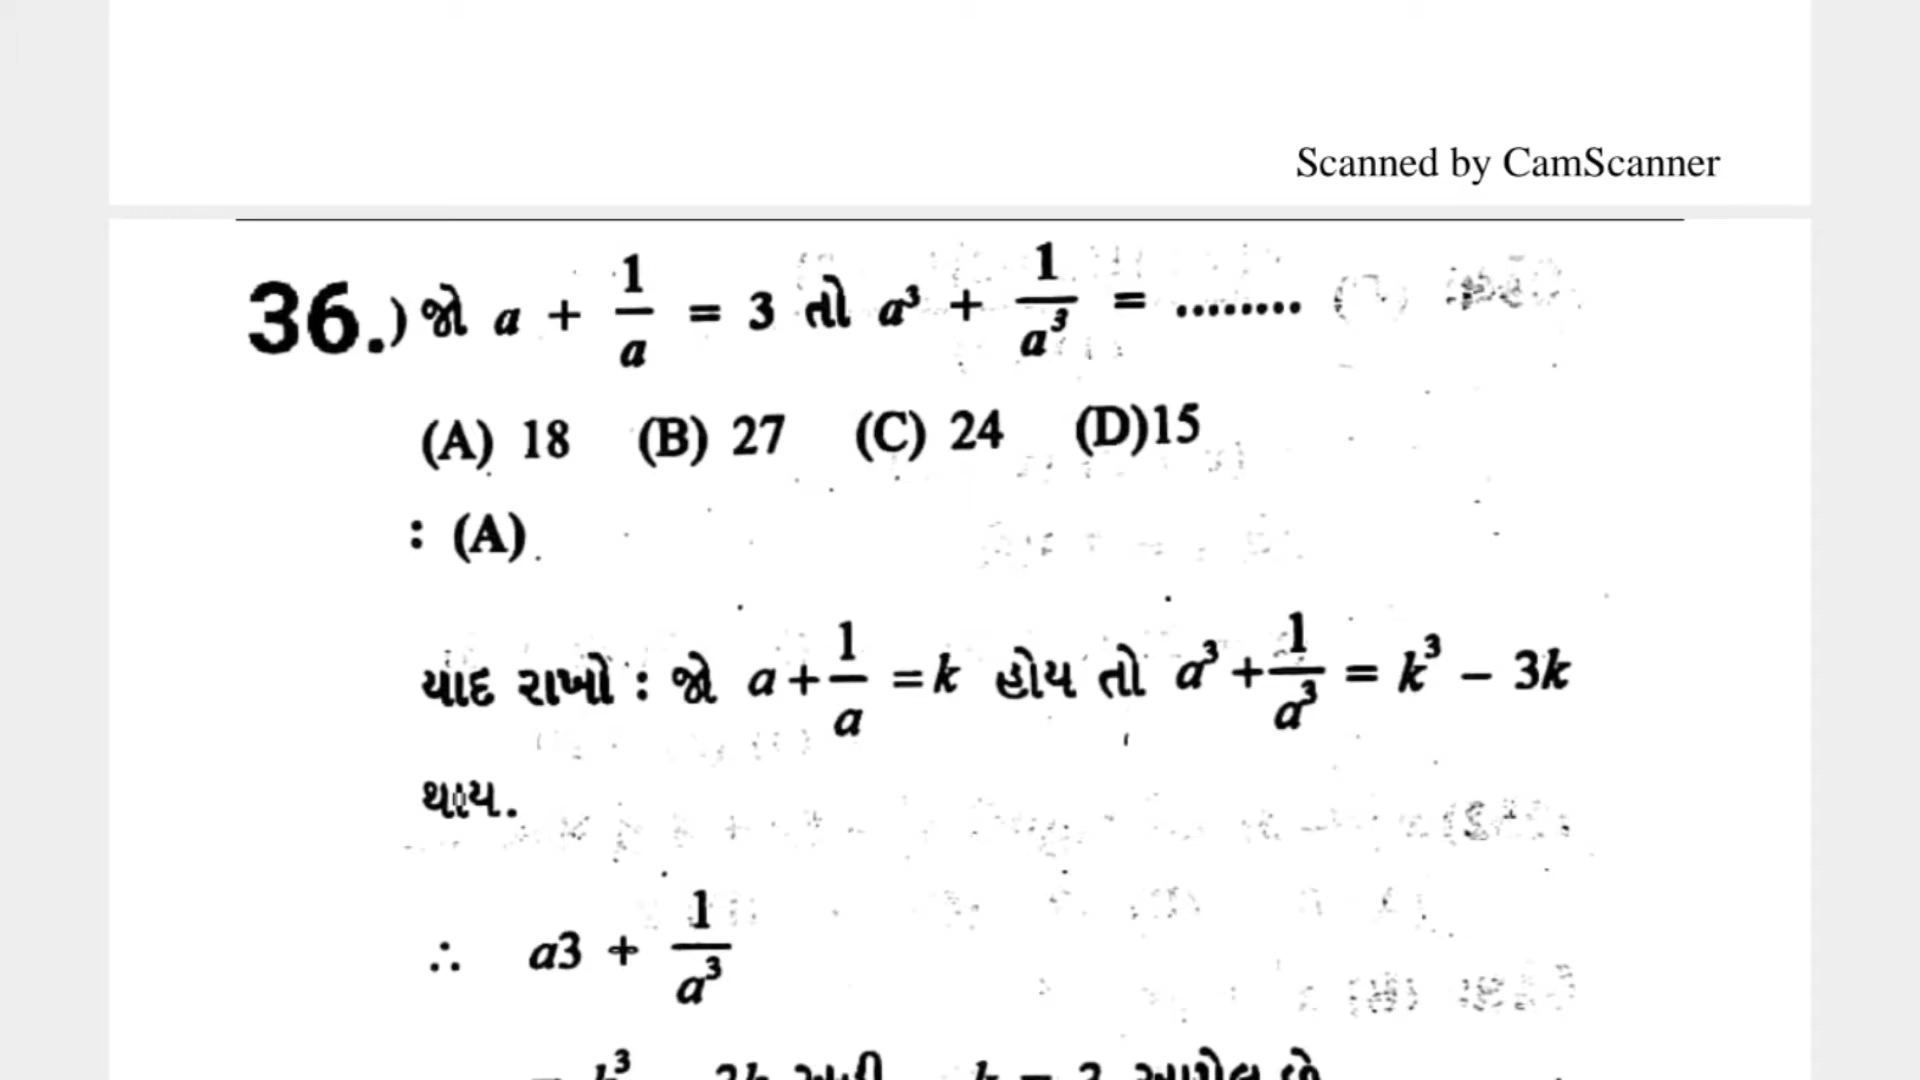 Scanned by CamScanner
36.) જો a + 1/a = 3 તો a³ + 1/a³ = ........
(A) 18 (B) 27 (C) 24 (D)15
: (A)
યાદ રાખો : જો a + 1/a = k હોય તો a³ + 1/a³ = k³ – 3k
થાય.
∴ a3 + 1/a³